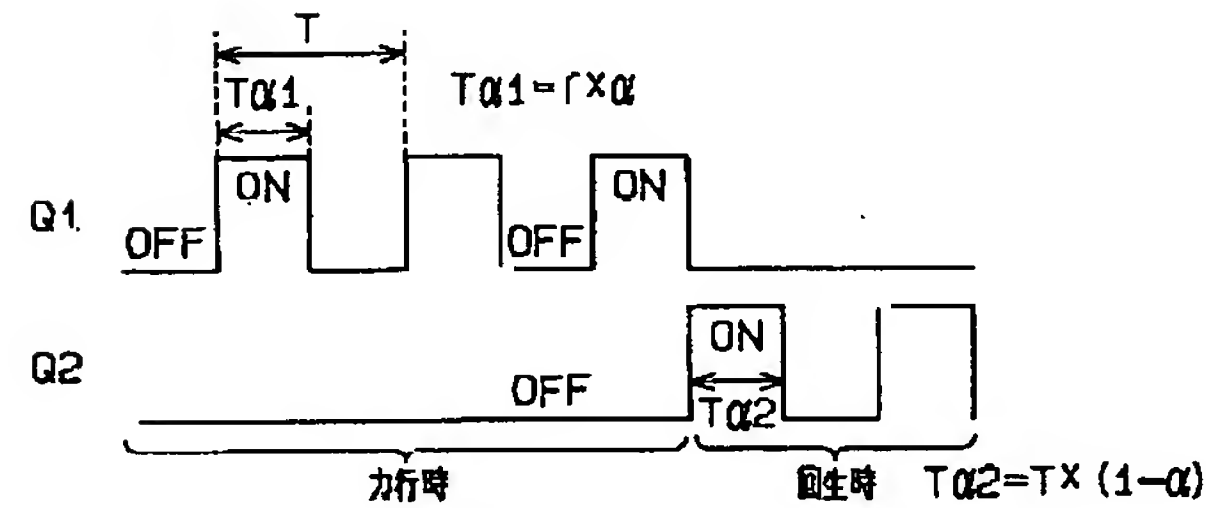 T
Tα1 Tα1=T×α
Q1 OFF ON OFF ON
Q2 OFF ON
Tα2
力行時 回生時 Tα2=T×(1-α)